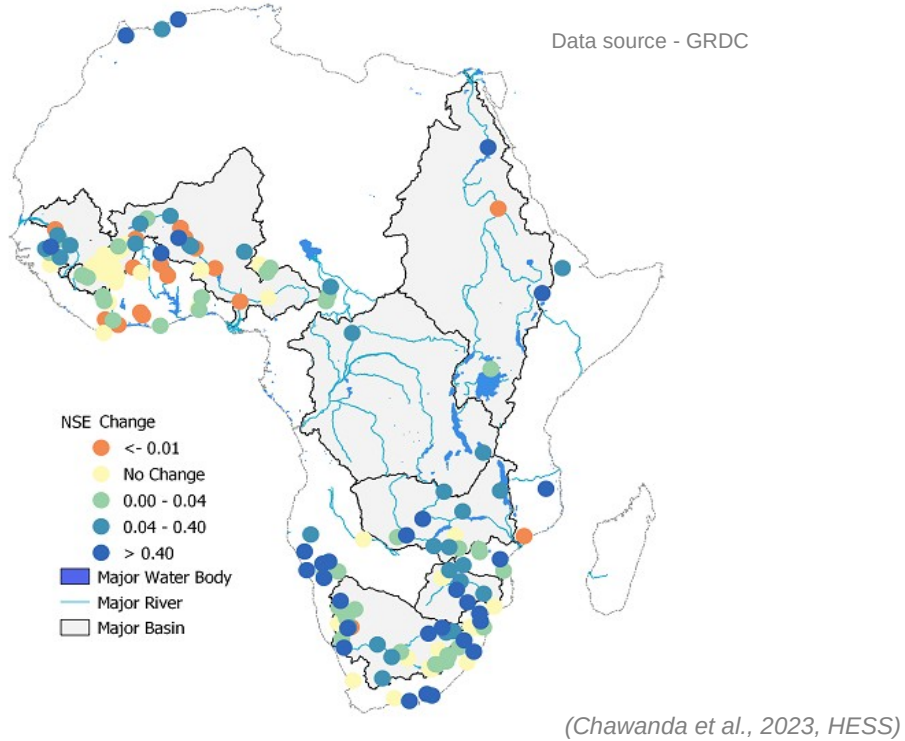 Data source - GRDC
NSE Change
<- 0.01
No Change
0.00 - 0.04
0.04 - 0.40
> 0.40
Major Water Body
Major River
Major Basin
(Chawanda et al., 2023, HESS)